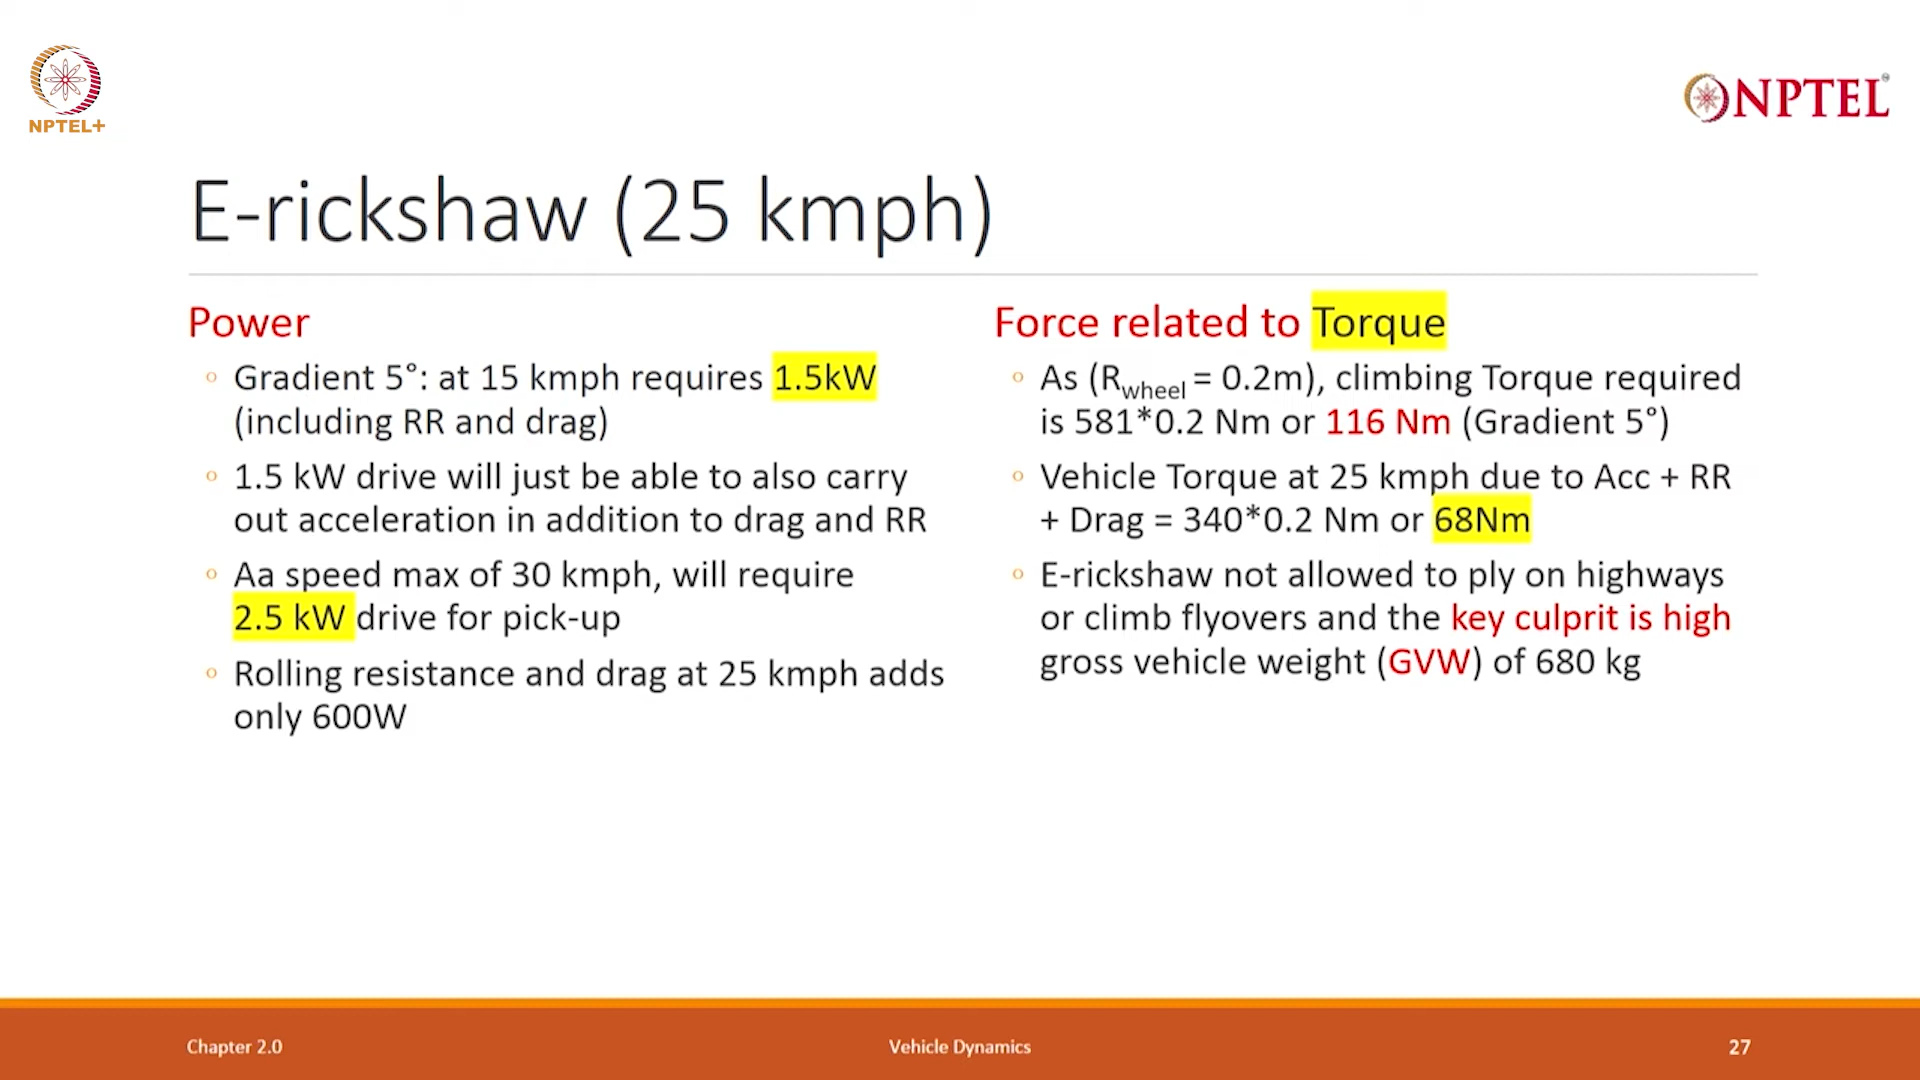 NPTEL+
NPTEL
E-rickshaw (25 kmph)
Power
◦ Gradient 5°: at 15 kmph requires 1.5kW
(including RR and drag)
◦ 1.5 kW drive will just be able to also carry
out acceleration in addition to drag and RR
◦ Aa speed max of 30 kmph, will require
2.5 kW drive for pick-up
◦ Rolling resistance and drag at 25 kmph adds
only 600W
Force related to Torque
◦ As (Rwheel = 0.2m), climbing Torque required
is 581*0.2 Nm or 116 Nm (Gradient 5°)
◦ Vehicle Torque at 25 kmph due to Acc + RR
+ Drag = 340*0.2 Nm or 68Nm
◦ E-rickshaw not allowed to ply on highways
or climb flyovers and the key culprit is high
gross vehicle weight (GVW) of 680 kg
Chapter 2.0
Vehicle Dynamics
27